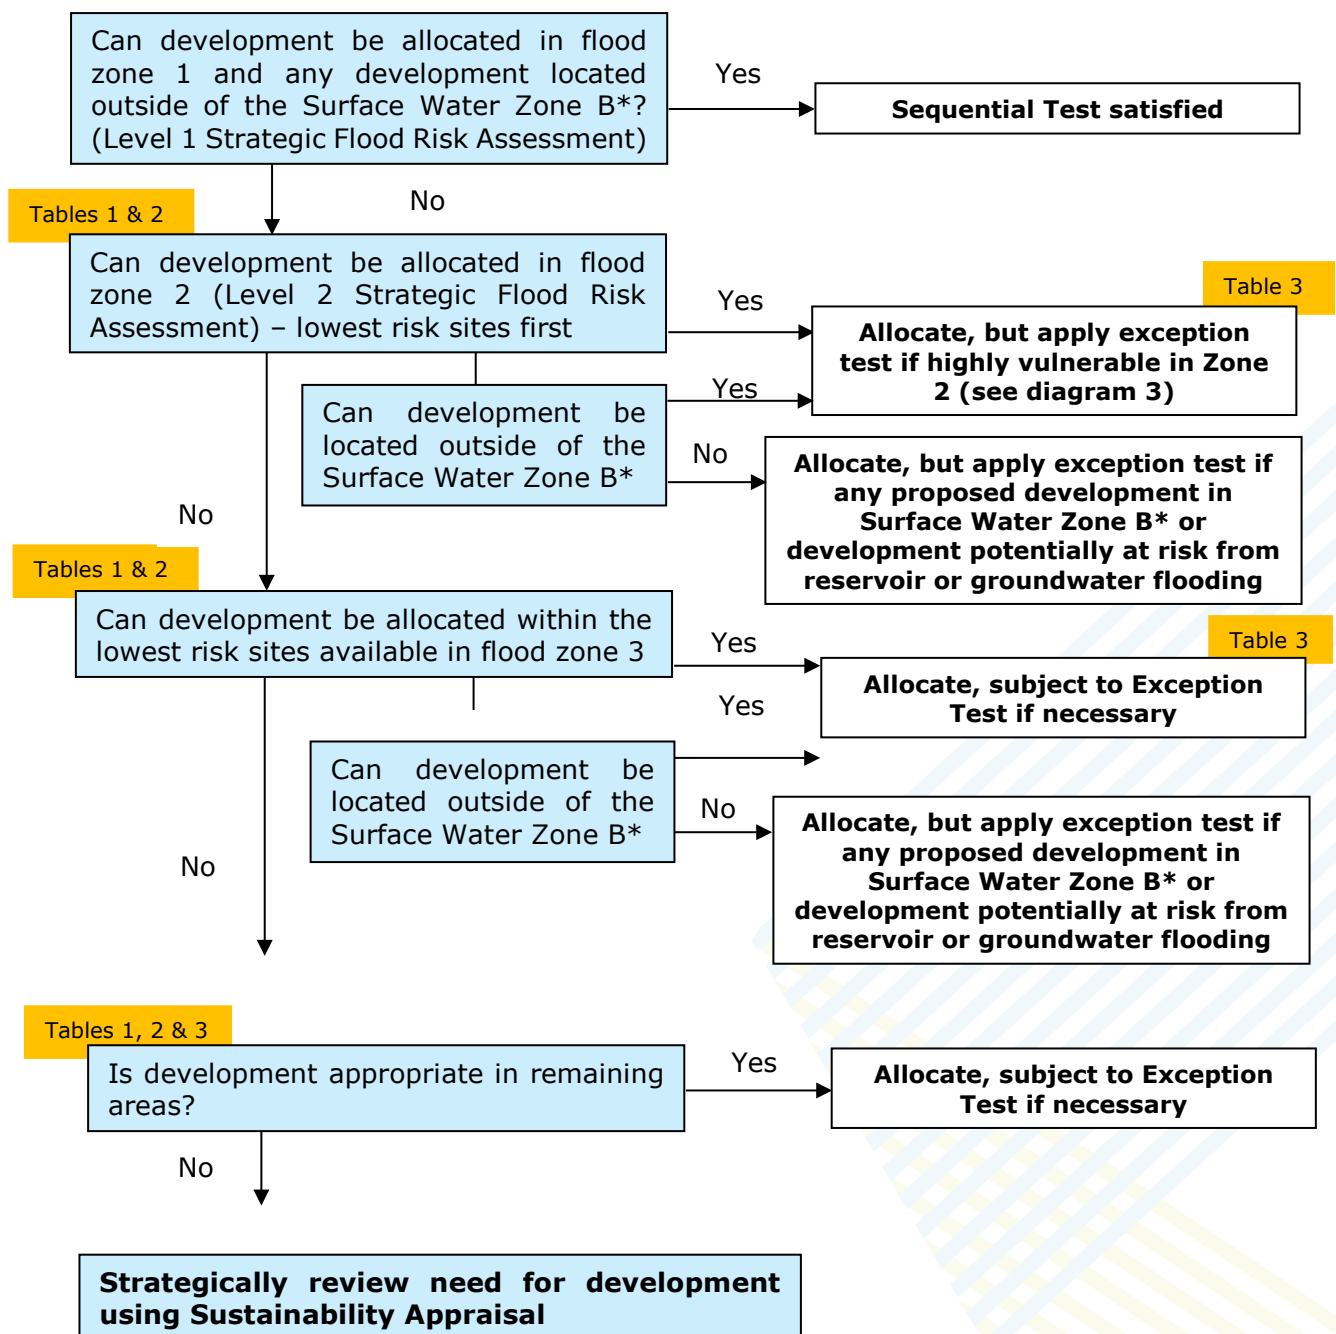 Can development be allocated in flood
zone 1 and any development located
outside of the Surface Water Zone B*?
(Level 1 Strategic Flood Risk Assessment)
Yes
Sequential Test satisfied
No
Tables 1 & 2
Can development be allocated in flood
zone 2 (Level 2 Strategic Flood Risk
Assessment) – lowest risk sites first
Yes
Table 3
Allocate, but apply exception
test if highly vulnerable in Zone
2 (see diagram 3)
Can development be
located outside of the
Surface Water Zone B*
Yes
No
Allocate, but apply exception test if
any proposed development in
Surface Water Zone B* or
development potentially at risk from
reservoir or groundwater flooding
No
Tables 1 & 2
Can development be allocated within the
lowest risk sites available in flood zone 3
Yes
Table 3
Allocate, subject to Exception
Test if necessary
Yes
Can development be
located outside of the
Surface Water Zone B*
No
Allocate, but apply exception test if
any proposed development in
Surface Water Zone B* or
development potentially at risk from
reservoir or groundwater flooding
No
Tables 1, 2 & 3
Is development appropriate in remaining
areas?
Yes
Allocate, subject to Exception
Test if necessary
No
Strategically review need for development
using Sustainability Appraisal